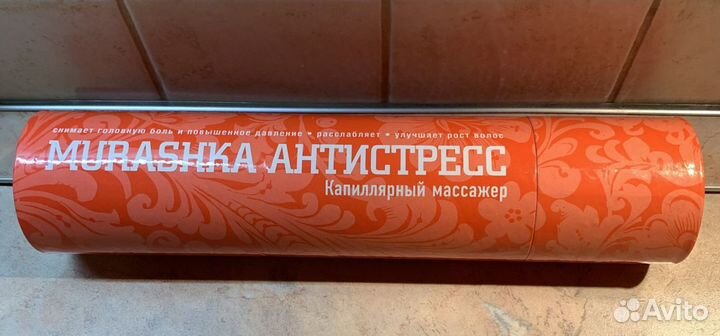 снимает головную боль и повышенное давление • расслабляет • улучшает рост волос
MURASHKA АНТИСТРЕСС
Капиллярный массажер
Avito